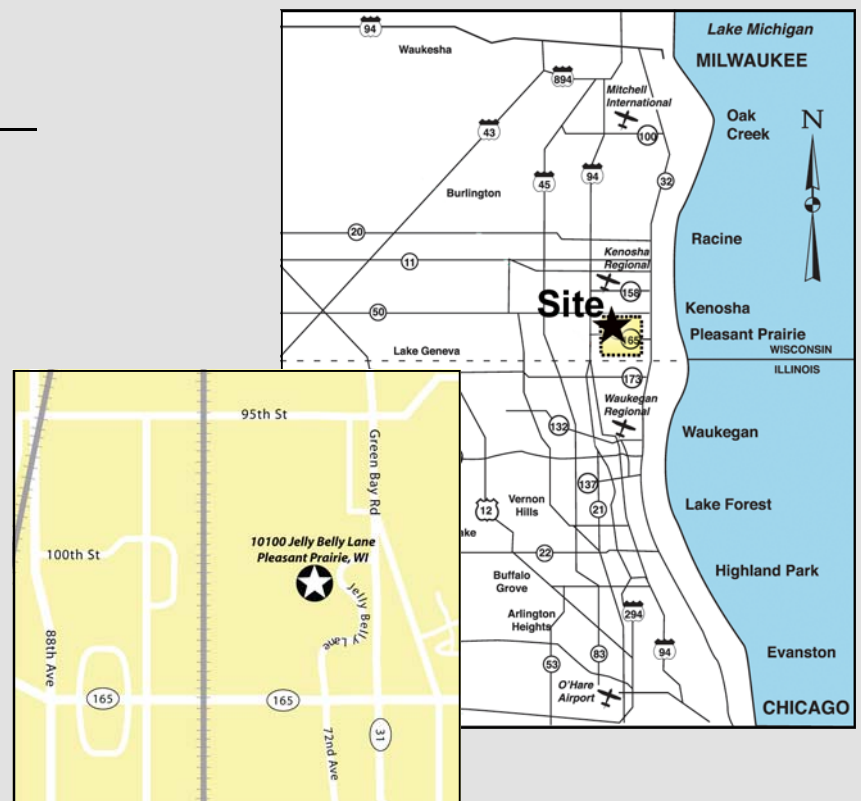 94
Waukesha
Lake Michigan
MILWAUKEE
894
Mitchell
International
43
100
Oak
Creek
N
45
94
32
Burlington
20
11
Racine
Kenosha
Regional
158
50
Site
Kenosha
165
Pleasant Prairie
Lake Geneva
WISCONSIN
ILLINOIS
173
Waukegan
Regional
132
Waukegan
137
12
Vernon
Hills
21
Lake Forest
ake
22
Buffalo
Grove
Highland Park
Arlington
Heights
294
94
Evanston
53
83
O'Hare
Airport
CHICAGO
95th St
Green Bay Rd
100th St
10100 Jelly Belly Lane
Pleasant Prairie, WI
Jelly Belly
Lane
88th Ave
165
165
72nd Ave
31